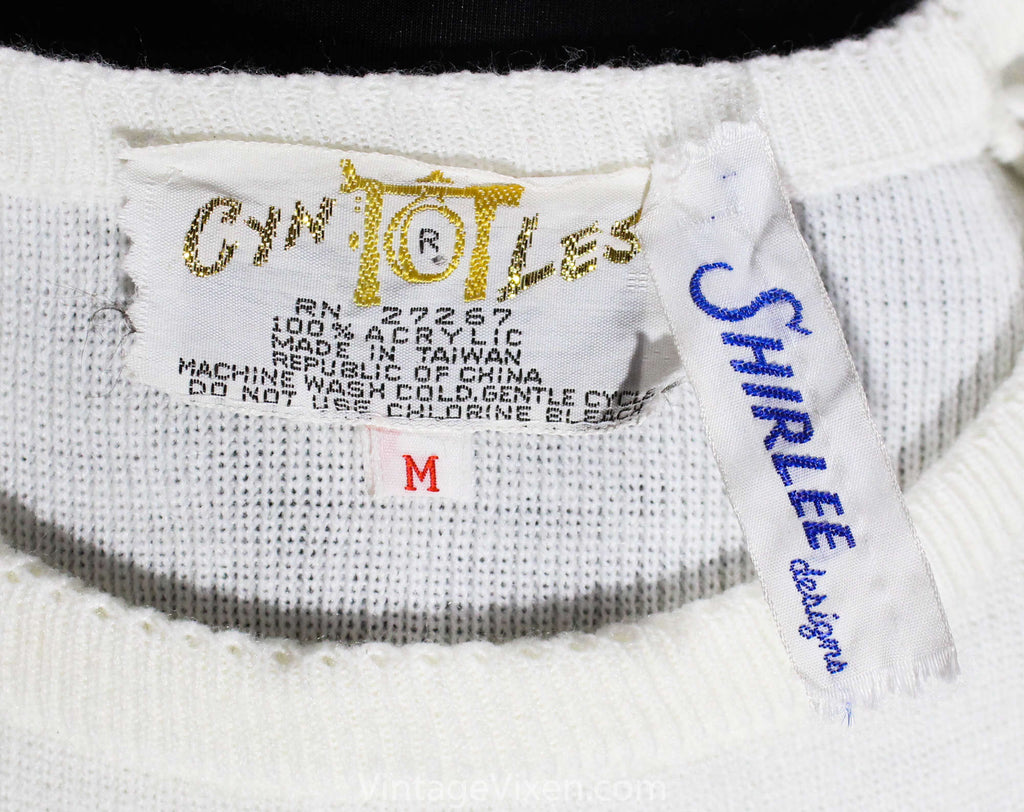 CYN LES
R
RN 27267
100% ACRYLIC
MADE IN TAIWAN
REPUBLIC OF CHINA
MACHINE WASH COLD, GENTLE CYCLE
DO NOT USE CHLORINE BLEACH
M
SHIRLEE
designs
VintageVixen.com